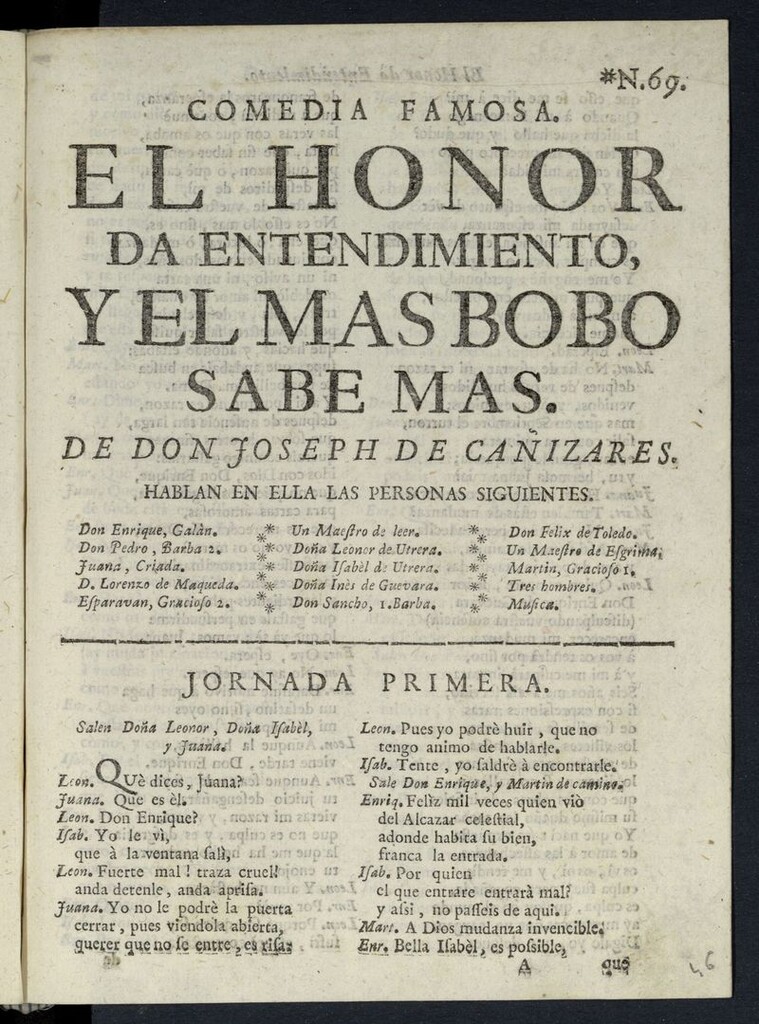 *N.69.
COMEDIA FAMOSA.
EL HONOR
DA ENTENDIMIENTO,
Y EL MAS BOBO
SABE MAS.
DE DON JOSEPH DE CAÑIZARES.
HABLAN EN ELLA LAS PERSONAS SIGUIENTES.
Don Enrique, Galàn.
Don Pedro, Barba 2.
Juana, Criada.
D. Lorenzo de Maqueda.
Eſparavan, Gracioſo 2.
Un Maeſtro de leer.
Doña Leonor de Utrera.
Doña Iſabèl de Utrera.
Doña Inès de Guevara.
Don Sancho, 1. Barba.
Don Felix de Toledo.
Un Maeſtro de Eſgrima.
Martin, Gracioſo 1.
Tres hombres.
Muſica.
JORNADA PRIMERA.
Salen Doña Leonor, Doña Iſabèl,
y Juana.
Leon. QUè dices, Juana?
Juana. Que es èl.
Leon. Don Enrique?
Iſab. Yo le vì,
que à la ventana ſalì,
Leon. Fuerte mal! traza cruel!
anda detenle, anda apriſa.
Juana. Yo no le podrè la puerta
cerrar, pues viendola abierta,
querer que no ſe entre, es riſa:
Leon. Pues yo podrè huir, que no
tengo animo de hablarle.
Iſab. Tente, yo ſaldrè à encontrarle.
Sale Don Enrique, y Martin de camino.
Enriq. Feliz mil veces quien viò
del Alcazar celeſtial,
adonde habita ſu bien,
franca la entrada.
Iſab. Por quien
el que entrare entrarà mal?
y aſsi, no paſſeis de aqui.
Mart. A Dios mudanza invencible.
Enr. Bella Iſabèl, es poſsible,
A
que
46